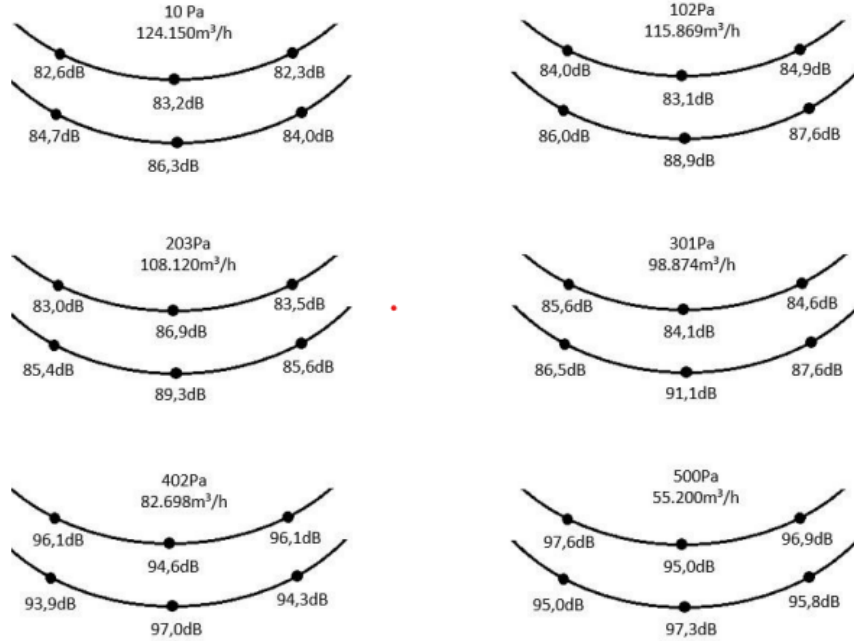 10 Pa
124.150m³/h
82,6dB
83,2dB
82,3dB
84,7dB
86,3dB
84,0dB
102Pa
115.869m³/h
84,0dB
83,1dB
84,9dB
86,0dB
88,9dB
87,6dB
203Pa
108.120m³/h
83,0dB
86,9dB
83,5dB
85,4dB
89,3dB
85,6dB
301Pa
98.874m³/h
85,6dB
84,1dB
84,6dB
86,5dB
91,1dB
87,6dB
402Pa
82.698m³/h
96,1dB
94,6dB
96,1dB
93,9dB
97,0dB
94,3dB
500Pa
55.200m³/h
97,6dB
95,0dB
96,9dB
95,0dB
97,3dB
95,8dB